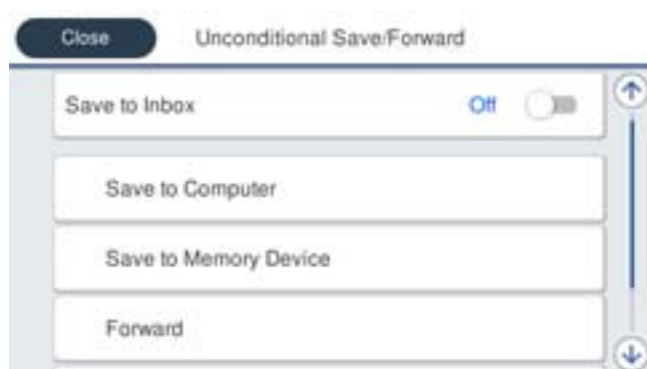 Close Unconditional Save/Forward
Save to Inbox Off
Save to Computer
Save to Memory Device
Forward